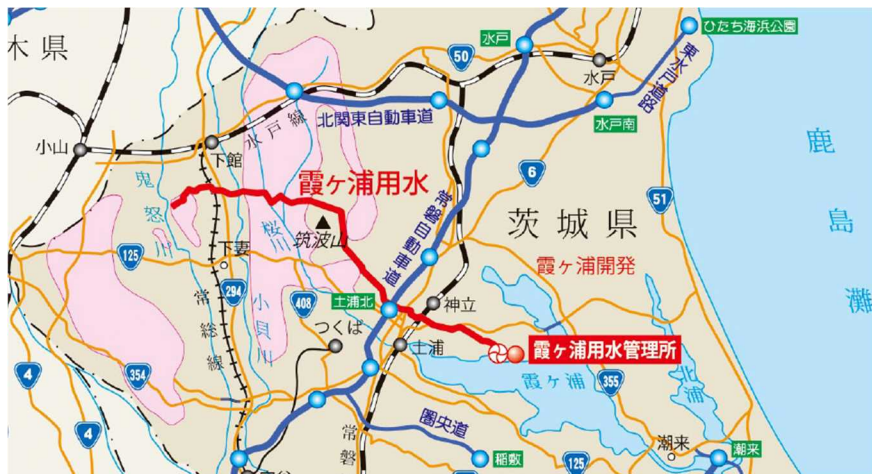 ひたち海浜公園
水戸
50
木県
水戸
東水戸道路
水戸線
北関東自動車道
水戸南
小山
下館
鹿島灘
鬼怒川
霞ヶ浦用水
6
51
常磐自動車道
茨城県
桜川
筑波山
125
下妻
霞ヶ浦開発
294
小貝川
408
土浦北
神立
常総線
つくば
土浦
霞ヶ浦用水管理所
4
354
霞ヶ浦
355
北浦
圏央道
4
常磐
稲敷
125
潮来
潮来